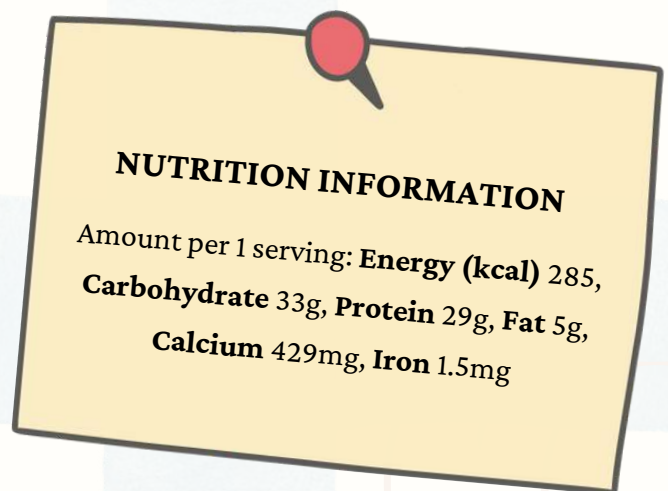 NUTRITION INFORMATION
Amount per 1 serving: Energy (kcal) 285,
Carbohydrate 33g, Protein 29g, Fat 5g,
Calcium 429mg, Iron 1.5mg